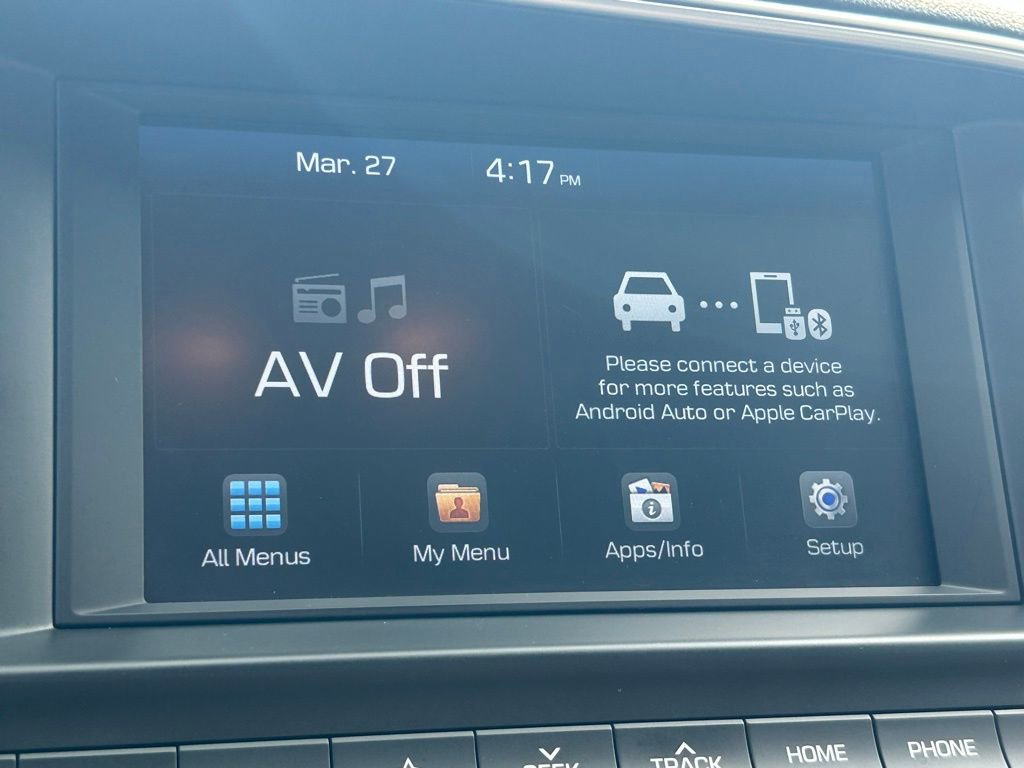 Mar. 27 4:17 PM
AV Off
Please connect a device
for more features such as
Android Auto or Apple CarPlay.
All Menus My Menu Apps/Info Setup
SEEK TRACK HOME PHONE